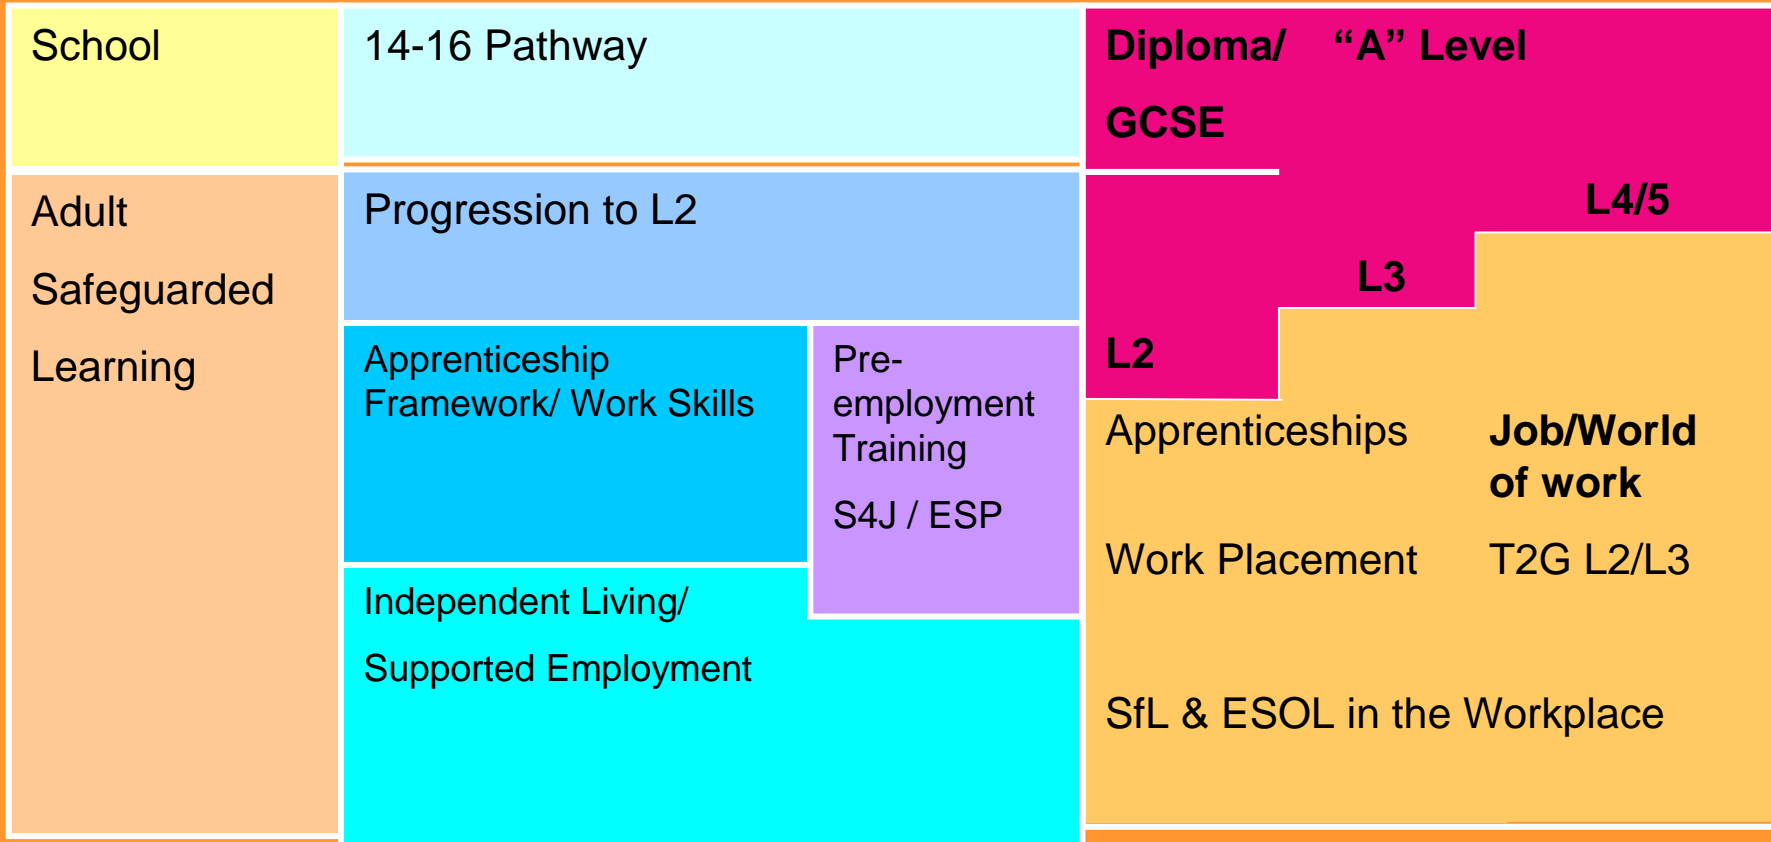 School
14-16 Pathway
Diploma/ “A” Level
GCSE
Adult
Safeguarded
Learning
Progression to L2
L4/5
L3
L2
Apprenticeship
Framework/ Work Skills
Pre-
employment
Training
S4J / ESP
Independent Living/
Supported Employment
Apprenticeships
Job/World
of work
Work Placement
T2G L2/L3
SfL & ESOL in the Workplace